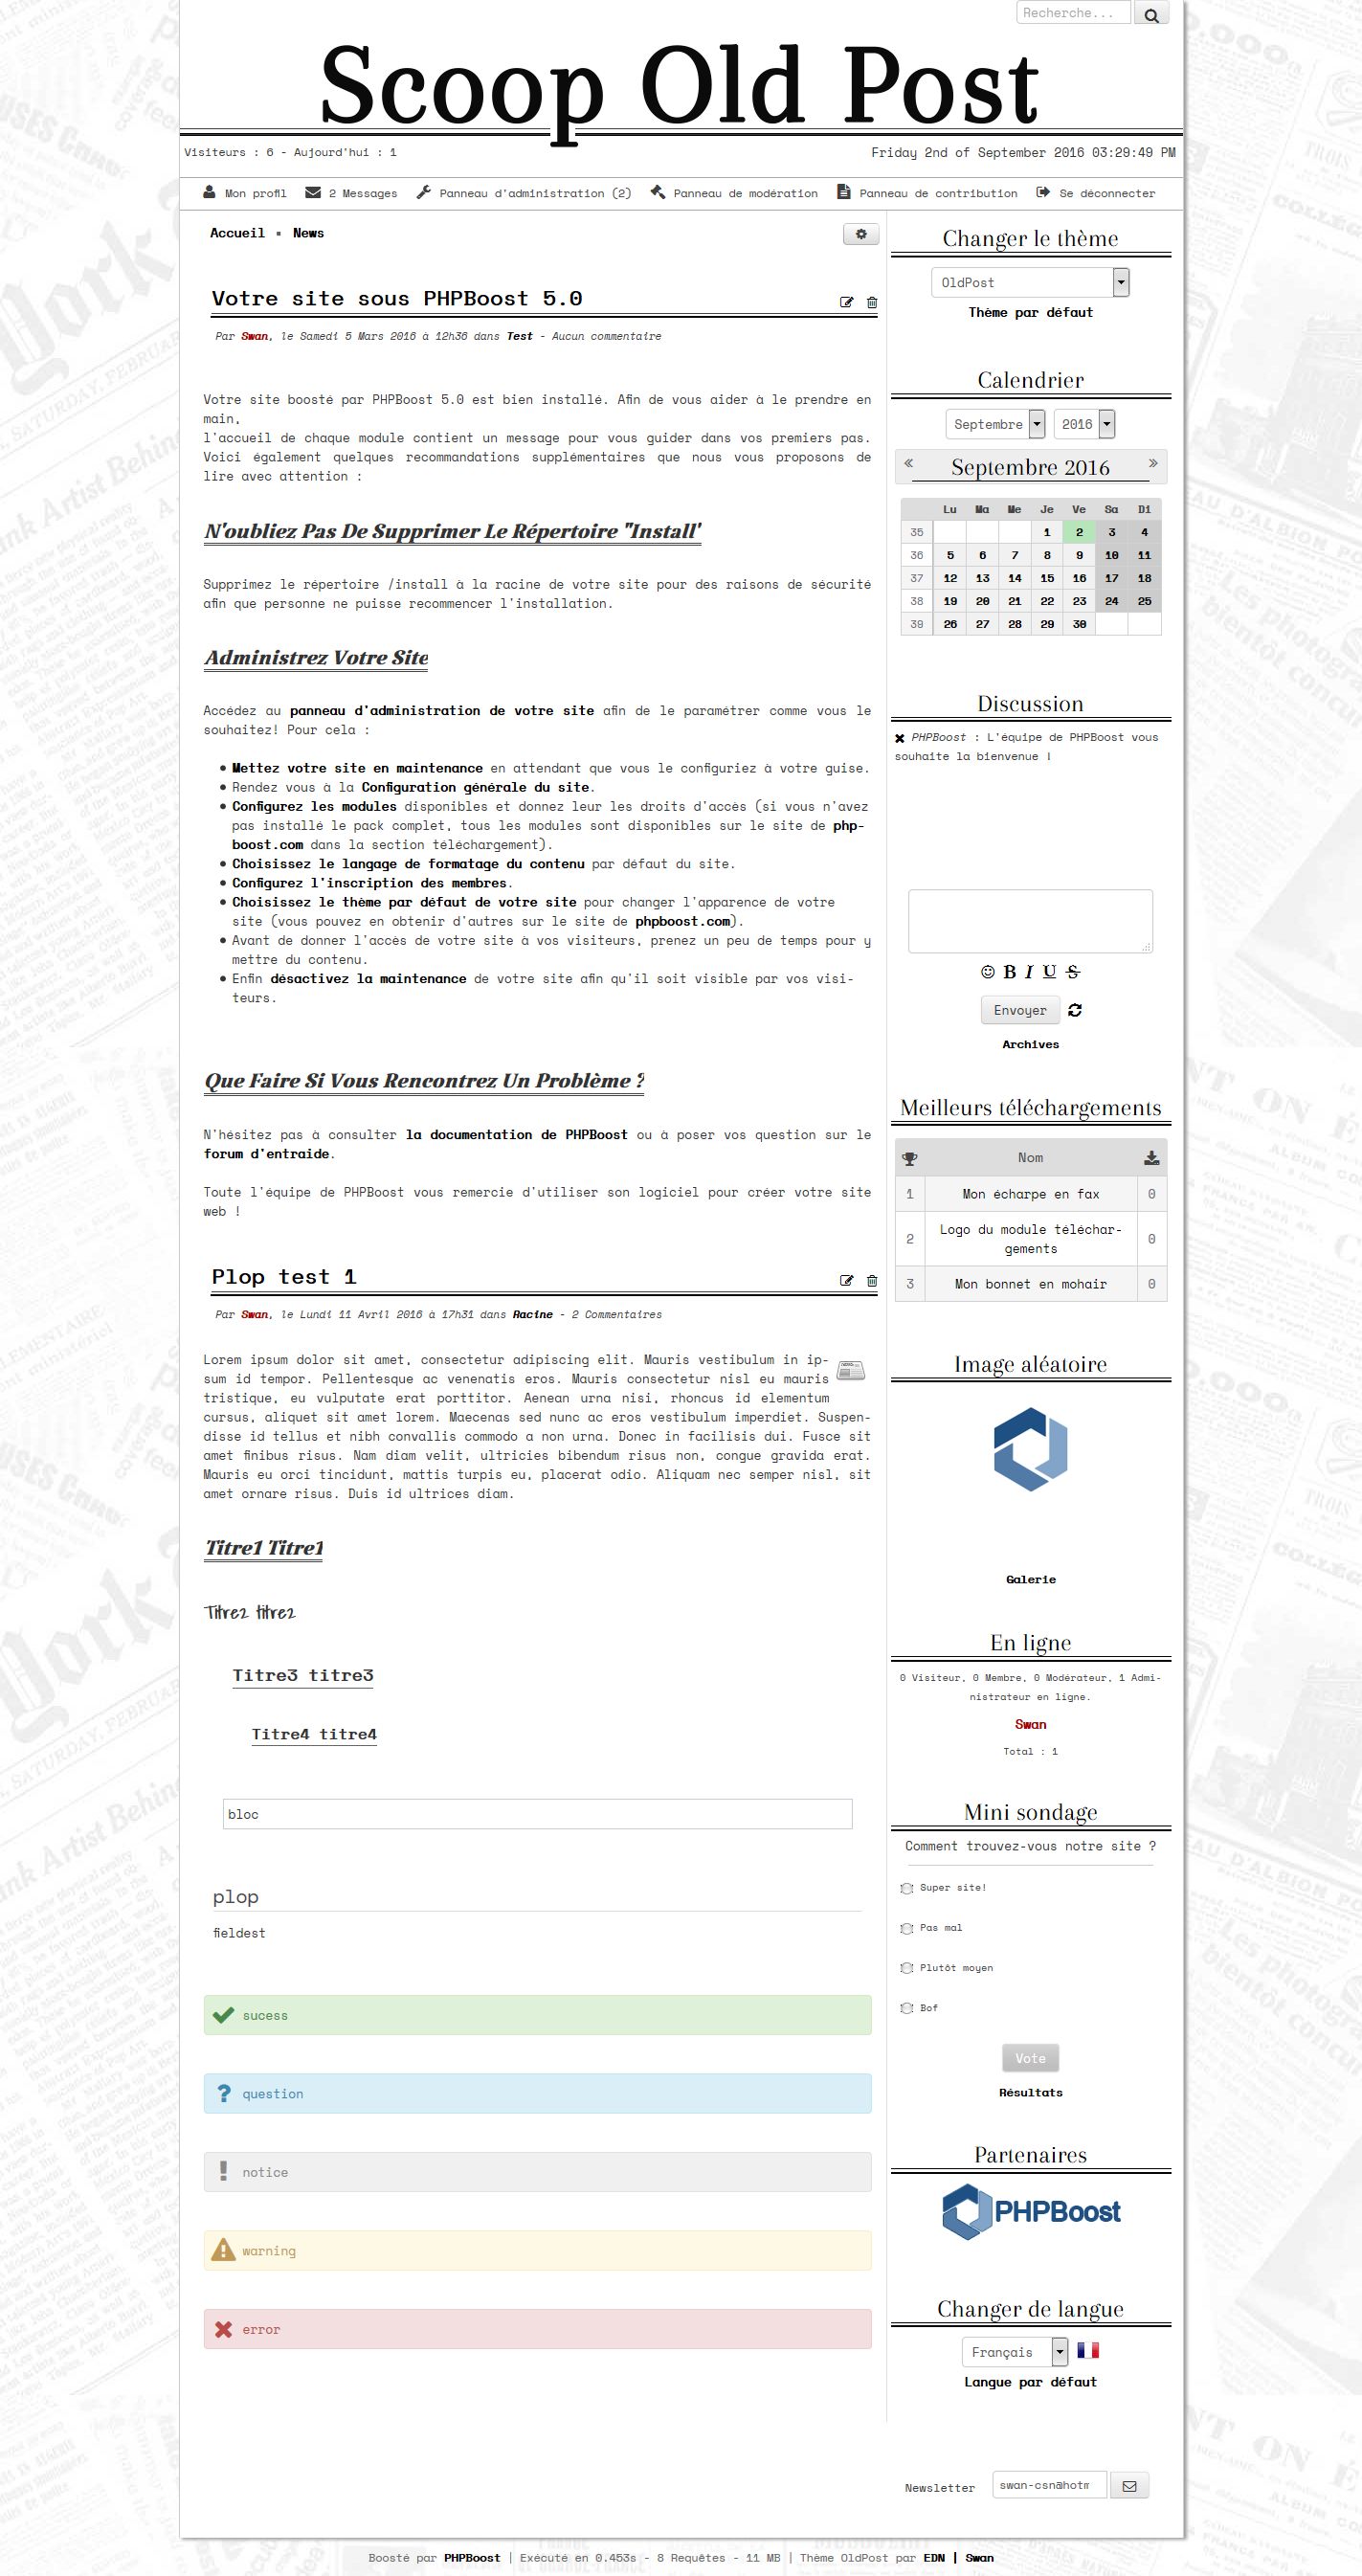 Recherche...
Scoop Old Post
Visiteurs : 6 - Aujourd'hui : 1
Friday 2nd of September 2016 03:29:49 PM
Mon profil 2 Messages Panneau d'administration (2) Panneau de modération Panneau de contribution Se déconnecter
Accueil News
Votre site sous PHPBoost 5.0
Par Swan, le Samedi 5 Mars 2016 à 12h36 dans Test - Aucun commentaire
Votre site boosté par PHPBoost 5.0 est bien installé. Afin de vous aider à le prendre en
main,
l'accueil de chaque module contient un message pour vous guider dans vos premiers pas.
Voici également quelques recommandations supplémentaires que nous vous proposons de
lire avec attention :
N'oubliez Pas De Supprimer Le Répertoire "Install'
Supprimez le répertoire /install à la racine de votre site pour des raisons de sécurité
afin que personne ne puisse recommencer l'installation.
Administrez Votre Site
Accédez au panneau d'administration de votre site afin de le paramétrer comme vous le
souhaitez! Pour cela :
Mettez votre site en maintenance en attendant que vous le configuriez à votre guise.
Rendez vous à la Configuration générale du site.
Configurez les modules disponibles et donnez leur les droits d'accès (si vous n'avez
pas installé le pack complet, tous les modules sont disponibles sur le site de php-
boost.com dans la section téléchargement).
Choisissez le langage de formatage du contenu par défaut du site.
Configurez l'inscription des membres.
Choisissez le thème par défaut de votre site pour changer l'apparence de votre
site (vous pouvez en obtenir d'autres sur le site de phpboost.com).
Avant de donner l'accès de votre site à vos visiteurs, prenez un peu de temps pour y
mettre du contenu.
Enfin désactivez la maintenance de votre site afin qu'il soit visible par vos visi-
teurs.
Que Faire Si Vous Rencontrez Un Problème ?
N'hésitez pas à consulter la documentation de PHPBoost ou à poser vos question sur le
forum d'entraide.
Toute l'équipe de PHPBoost vous remercie d'utiliser son logiciel pour créer votre site
web !
Plop test 1
Par Swan, le Lundi 11 Avril 2016 à 17h31 dans Racine - 2 Commentaires
Lorem ipsum dolor sit amet, consectetur adipiscing elit. Mauris vestibulum in ip-
sum id tempor. Pellentesque ac venenatis eros. Mauris consectetur nisl eu mauris
tristique, eu vulputate erat porttitor. Aenean urna nisi, rhoncus id elementum
cursus, aliquet sit amet lorem. Maecenas sed nunc ac eros vestibulum imperdiet. Suspen-
disse id tellus et nibh convallis commodo a non urna. Donec in facilisis dui. Fusce sit
amet finibus risus. Nam diam velit, ultricies bibendum risus non, congue gravida erat.
Mauris eu orci tincidunt, mattis turpis eu, placerat odio. Aliquam nec semper nisl, sit
amet ornare risus. Duis id ultrices diam.
Titre1 Titre1
Titre2 titre2
Titre3 titre3
Titre4 titre4
bloc
plop
fieldest
sucess
question
notice
warning
error
Changer le thème
OldPost
Thème par défaut
Calendrier
Septembre 2016
« Septembre 2016 »
Lu Ma Me Je Ve Sa Di
35 1 2 3 4
36 5 6 7 8 9 10 11
37 12 13 14 15 16 17 18
38 19 20 21 22 23 24 25
39 26 27 28 29 30
Discussion
PHPBoost : L'équipe de PHPBoost vous
souhaite la bienvenue !
B I U S
Envoyer
Archives
Meilleurs téléchargements
Nom
1 Mon écharpe en fax 0
2 Logo du module téléchar-
gements 0
3 Mon bonnet en mohair 0
Image aléatoire
Galerie
En ligne
0 Visiteur, 0 Membre, 0 Modérateur, 1 Admi-
nistrateur en ligne.
Swan
Total : 1
Mini sondage
Comment trouvez-vous notre site ?
Super site!
Pas mal
Plutôt moyen
Bof
Vote
Résultats
Partenaires
PHPBoost
Changer de langue
Français
Langue par défaut
Newsletter swan-csn@hotm
Boosté par PHPBoost | Exécuté en 0.453s - 8 Requêtes - 11 MB | Thème OldPost par EDN | Swan